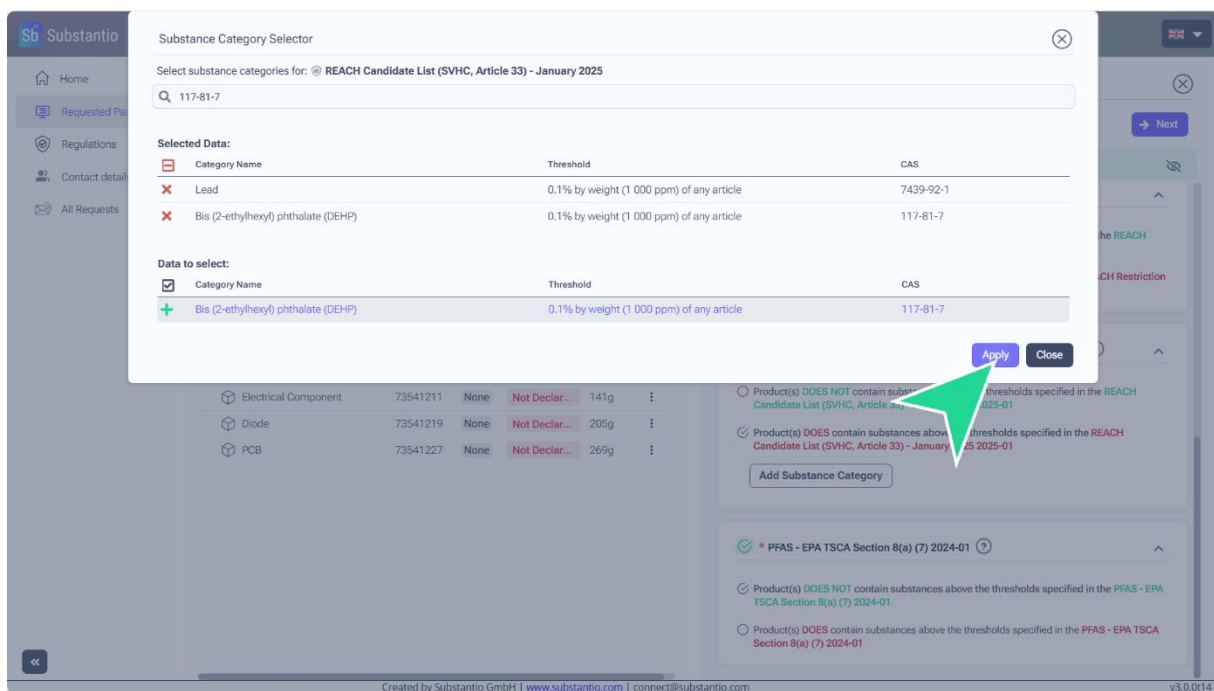 Sb Substantio
Home
Requested Par
Regulations
Contact detail
All Requests
Substance Category Selector
Select substance categories for: REACH Candidate List (SVHC, Article 33) - January 2025
117-81-7
Selected Data:
Category Name Threshold CAS
Lead 0.1% by weight (1 000 ppm) of any article 7439-92-1
Bis (2-ethylhexyl) phthalate (DEHP) 0.1% by weight (1 000 ppm) of any article 117-81-7
Data to select:
Category Name Threshold CAS
Bis (2-ethylhexyl) phthalate (DEHP) 0.1% by weight (1 000 ppm) of any article 117-81-7
Apply Close
Next
the REACH
CH Restriction
Electrical Component 73541211 None Not Declar... 141g
Diode 73541219 None Not Declar... 205g
PCB 73541227 None Not Declar... 269g
Product(s) DOES NOT contain subst thresholds specified in the REACH
Candidate List (SVHC, Article 33) 025-01
Product(s) DOES contain substances above thresholds specified in the REACH
Candidate List (SVHC, Article 33) - January 25 2025-01
Add Substance Category
* PFAS - EPA TSCA Section 8(a) (7) 2024-01 ?
Product(s) DOES NOT contain substances above the thresholds specified in the PFAS - EPA
TSCA Section 8(a) (7) 2024-01
Product(s) DOES contain substances above the thresholds specified in the PFAS - EPA TSCA
Section 8(a) (7) 2024-01
Created by Substantio GmbH | www.substantio.com | connect@substantio.com
v3.0.0t14